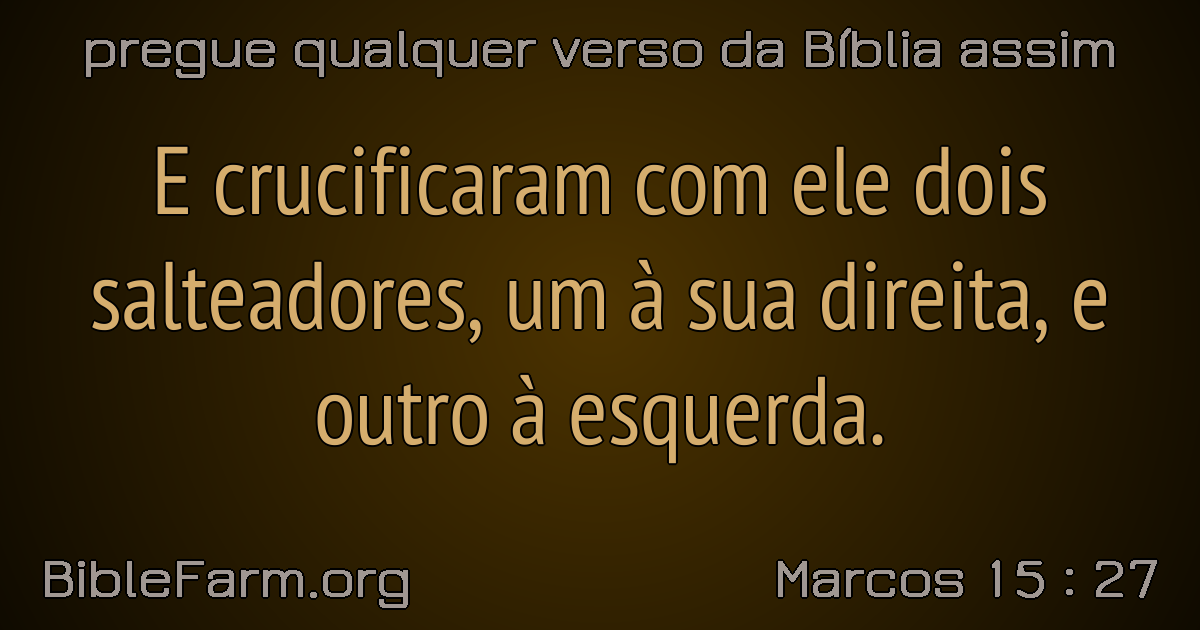 pregue qualquer verso da Bíblia assim
E crucificaram com ele dois
salteadores, um à sua direita, e
outro à esquerda.
BibleFarm.org
Marcos 15 : 27